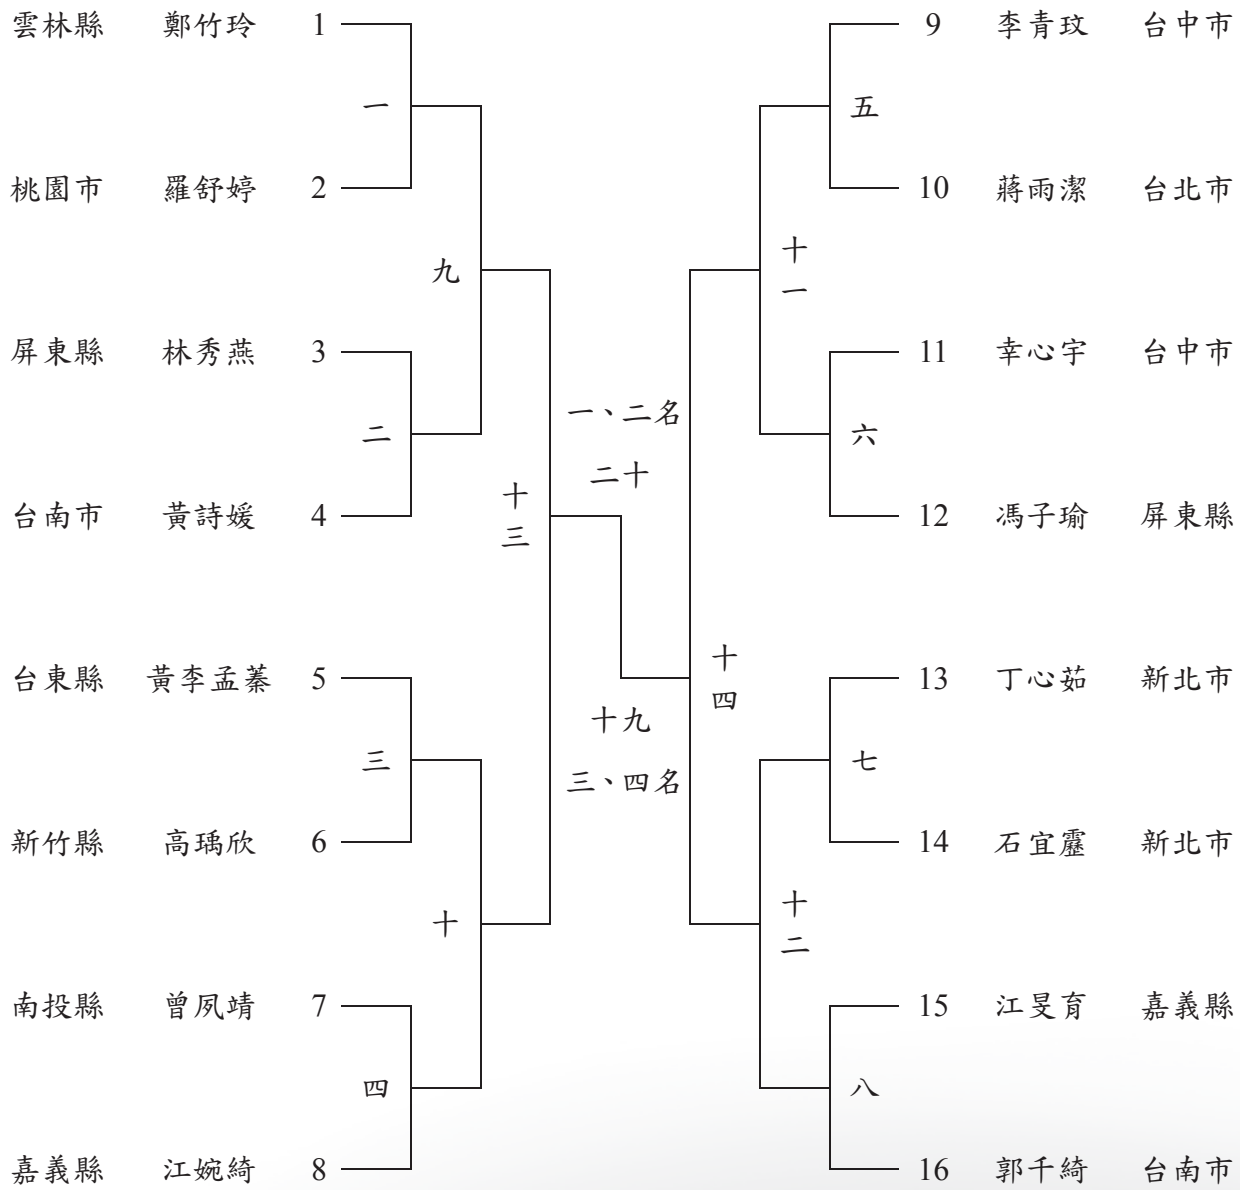 雲林縣 鄭竹玲 1
一
桃園市 羅舒婷 2
九
屏東縣 林秀燕 3
二
台南市 黃詩媛 4
十三
台東縣 黃李孟蓁 5
三
新竹縣 高瑀欣 6
十
南投縣 曾夙靖 7
四
嘉義縣 江婉綺 8
一、二名
二十
十九
三、四名
9 李青玟 台中市
五
10 蔣雨潔 台北市
十一
11 幸心宇 台中市
六
12 馮子瑜 屏東縣
十四
13 丁心茹 新北市
七
14 石宜靋 新北市
十二
15 江旻育 嘉義縣
八
16 郭千綺 台南市